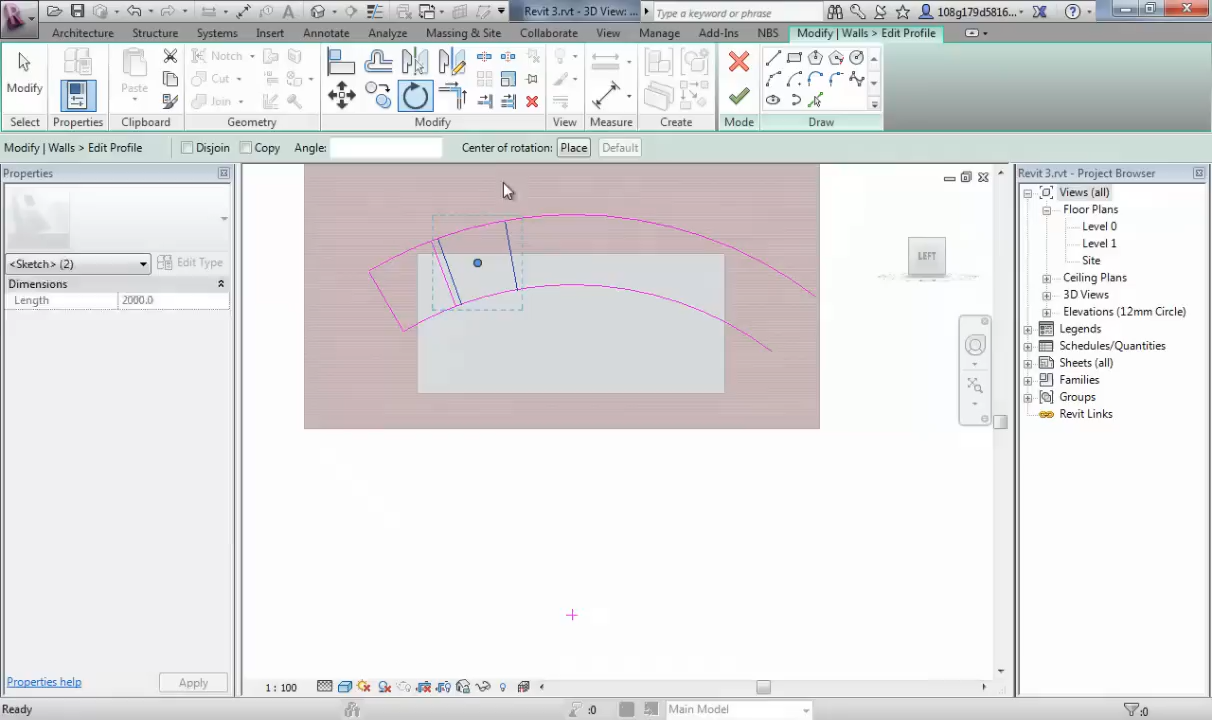 Revit 3.rvt - 3D View: ...
Type a keyword or phrase
108g179d5816...
Architecture
Structure
Systems
Insert
Annotate
Analyze
Massing & Site
Collaborate
View
Manage
Add-Ins
NBS
Modify | Walls > Edit Profile
Modify
Paste
Notch
Cut
Join
Select
Properties
Clipboard
Geometry
Modify
View
Measure
Create
Mode
Draw
Modify | Walls > Edit Profile
Disjoin
Copy
Angle:
Center of rotation:
Place
Default
Properties
<Sketch> (2)
Edit Type
Dimensions
Length
2000.0
Properties help
Apply
LEFT
Revit 3.rvt - Project Browser
Views (all)
Floor Plans
Level 0
Level 1
Site
Ceiling Plans
3D Views
Elevations (12mm Circle)
Legends
Schedules/Quantities
Sheets (all)
Families
Groups
Revit Links
1 : 100
Ready
:0
Main Model
:0